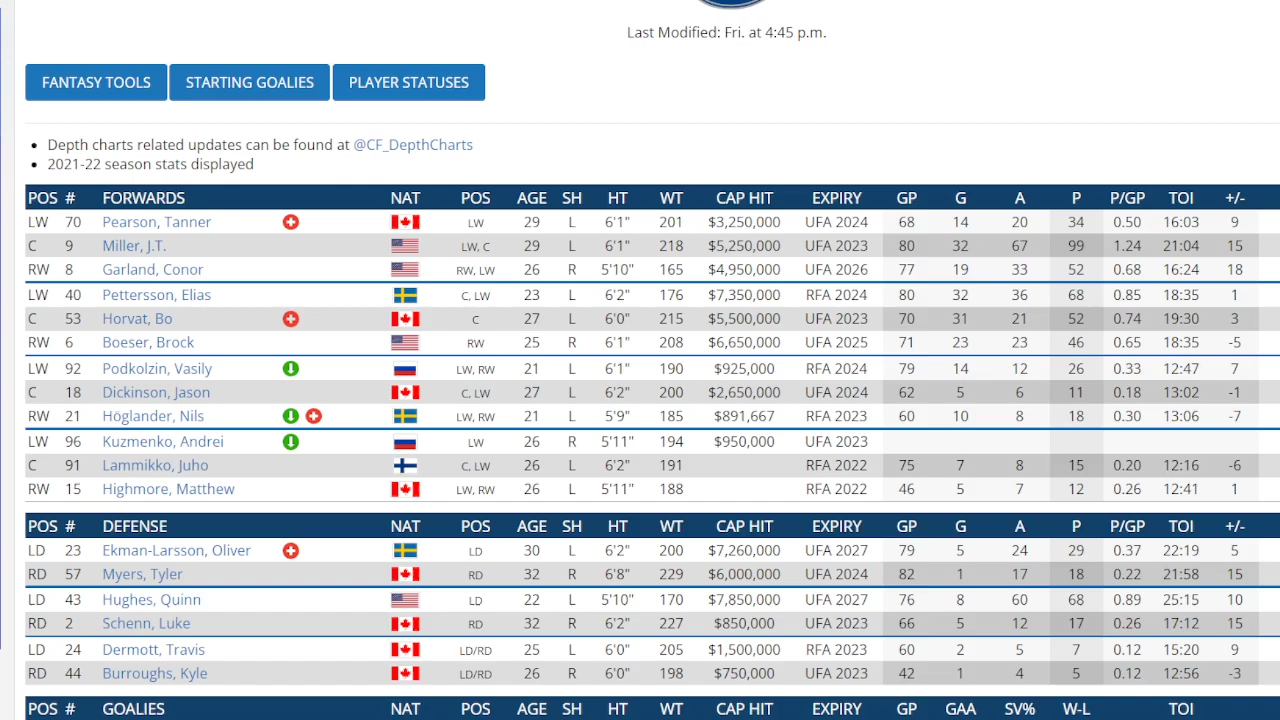 Last Modified: Fri. at 4:45 p.m.
FANTASY TOOLS STARTING GOALIES PLAYER STATUSES
• Depth charts related updates can be found at @CF_DepthCharts
• 2021-22 season stats displayed
POS # FORWARDS NAT POS AGE SH HT WT CAP HIT EXPIRY GP G A P P/GP TOI +/-
LW 70 Pearson, Tanner LW 29 L 6'1" 201 $3,250,000 UFA 2024 68 14 20 34 0.50 16:03 9
C 9 Miller, J.T. LW, C 29 L 6'1" 218 $5,250,000 UFA 2023 80 32 67 99 1.24 21:04 15
RW 8 Garland, Conor RW, LW 26 R 5'10" 165 $4,950,000 UFA 2026 77 19 33 52 0.68 16:24 18
LW 40 Pettersson, Elias C, LW 23 L 6'2" 176 $7,350,000 RFA 2024 80 32 36 68 0.85 18:35 1
C 53 Horvat, Bo C 27 L 6'0" 215 $5,500,000 UFA 2023 70 31 21 52 0.74 19:30 3
RW 6 Boeser, Brock RW 25 R 6'1" 208 $6,650,000 UFA 2025 71 23 23 46 0.65 18:35 -5
LW 92 Podkolzin, Vasily LW, RW 21 L 6'1" 190 $925,000 RFA 2024 79 14 12 26 0.33 12:47 7
C 18 Dickinson, Jason C, LW 27 L 6'2" 200 $2,650,000 UFA 2024 62 5 6 11 0.18 13:02 -1
RW 21 Höglander, Nils LW, RW 21 L 5'9" 185 $891,667 RFA 2023 60 10 8 18 0.30 13:06 -7
LW 96 Kuzmenko, Andrei LW 26 R 5'11" 194 $950,000 UFA 2023
C 91 Lammikko, Juho C, LW 26 L 6'2" 191 RFA 2022 75 7 8 15 0.20 12:16 -6
RW 15 Highmore, Matthew LW, RW 26 L 5'11" 188 RFA 2022 46 5 7 12 0.26 12:41 1
POS # DEFENSE NAT POS AGE SH HT WT CAP HIT EXPIRY GP G A P P/GP TOI +/-
LD 23 Ekman-Larsson, Oliver LD 30 L 6'2" 200 $7,260,000 UFA 2027 79 5 24 29 0.37 22:19 5
RD 57 Myers, Tyler RD 32 R 6'8" 229 $6,000,000 UFA 2024 82 1 17 18 0.22 21:58 15
LD 43 Hughes, Quinn LD 22 L 5'10" 170 $7,850,000 UFA 2027 76 8 60 68 0.89 25:15 10
RD 2 Schenn, Luke RD 32 R 6'2" 227 $850,000 UFA 2023 66 5 12 17 0.26 17:12 15
LD 24 Dermott, Travis LD/RD 25 L 6'0" 205 $1,500,000 RFA 2023 60 2 5 7 0.12 15:20 9
RD 44 Burroughs, Kyle LD/RD 26 R 6'0" 198 $750,000 UFA 2023 42 1 4 5 0.12 12:56 -3
POS # GOALIES NAT POS AGE SH HT WT CAP HIT EXPIRY GP GAA SV% W-L TOI